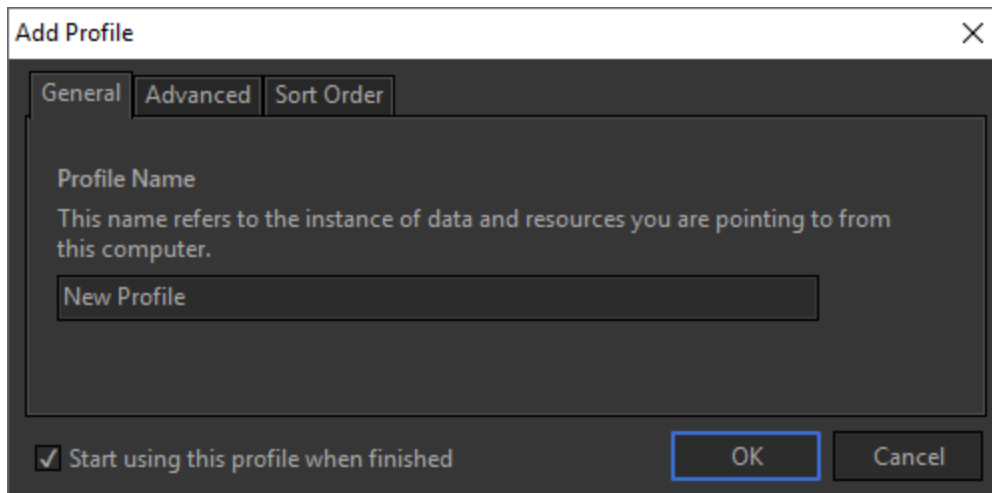 Add Profile
General Advanced Sort Order
Profile Name
This name refers to the instance of data and resources you are pointing to from
this computer.
New Profile
Start using this profile when finished OK Cancel